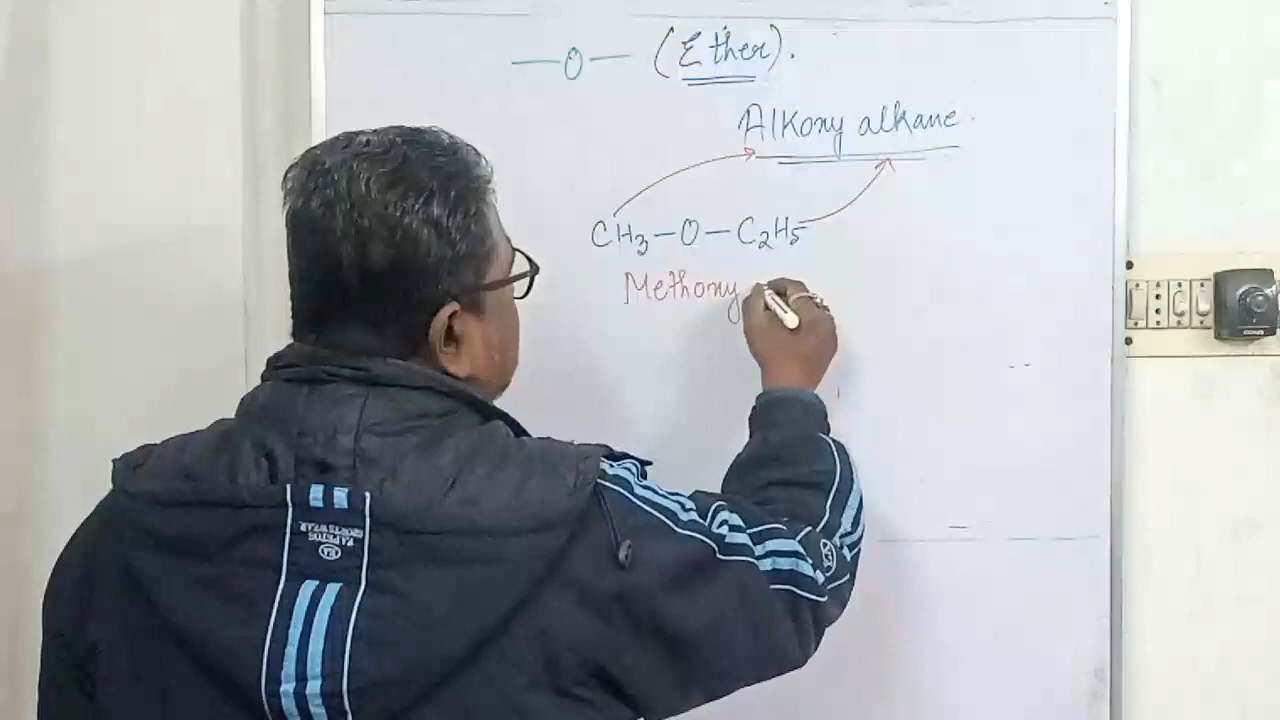 —O— (Ether).
Alkoxy alkane.
CH₃—O—C₂H₅
Methoxy